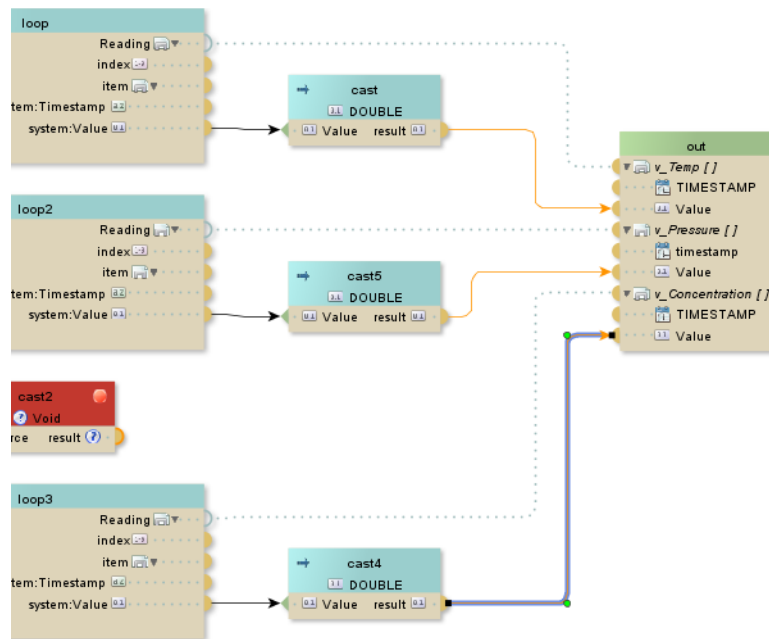 loop
Reading
index
item
tem:Timestamp
system:Value
cast
DOUBLE
Value result
out
v_Temp [ ]
TIMESTAMP
Value
v_Pressure [ ]
timestamp
Value
v_Concentration [ ]
TIMESTAMP
Value
loop2
Reading
index
item
tem:Timestamp
system:Value
cast5
DOUBLE
Value result
cast2
Void
rce result
loop3
Reading
index
item
tem:Timestamp
system:Value
cast4
DOUBLE
Value result